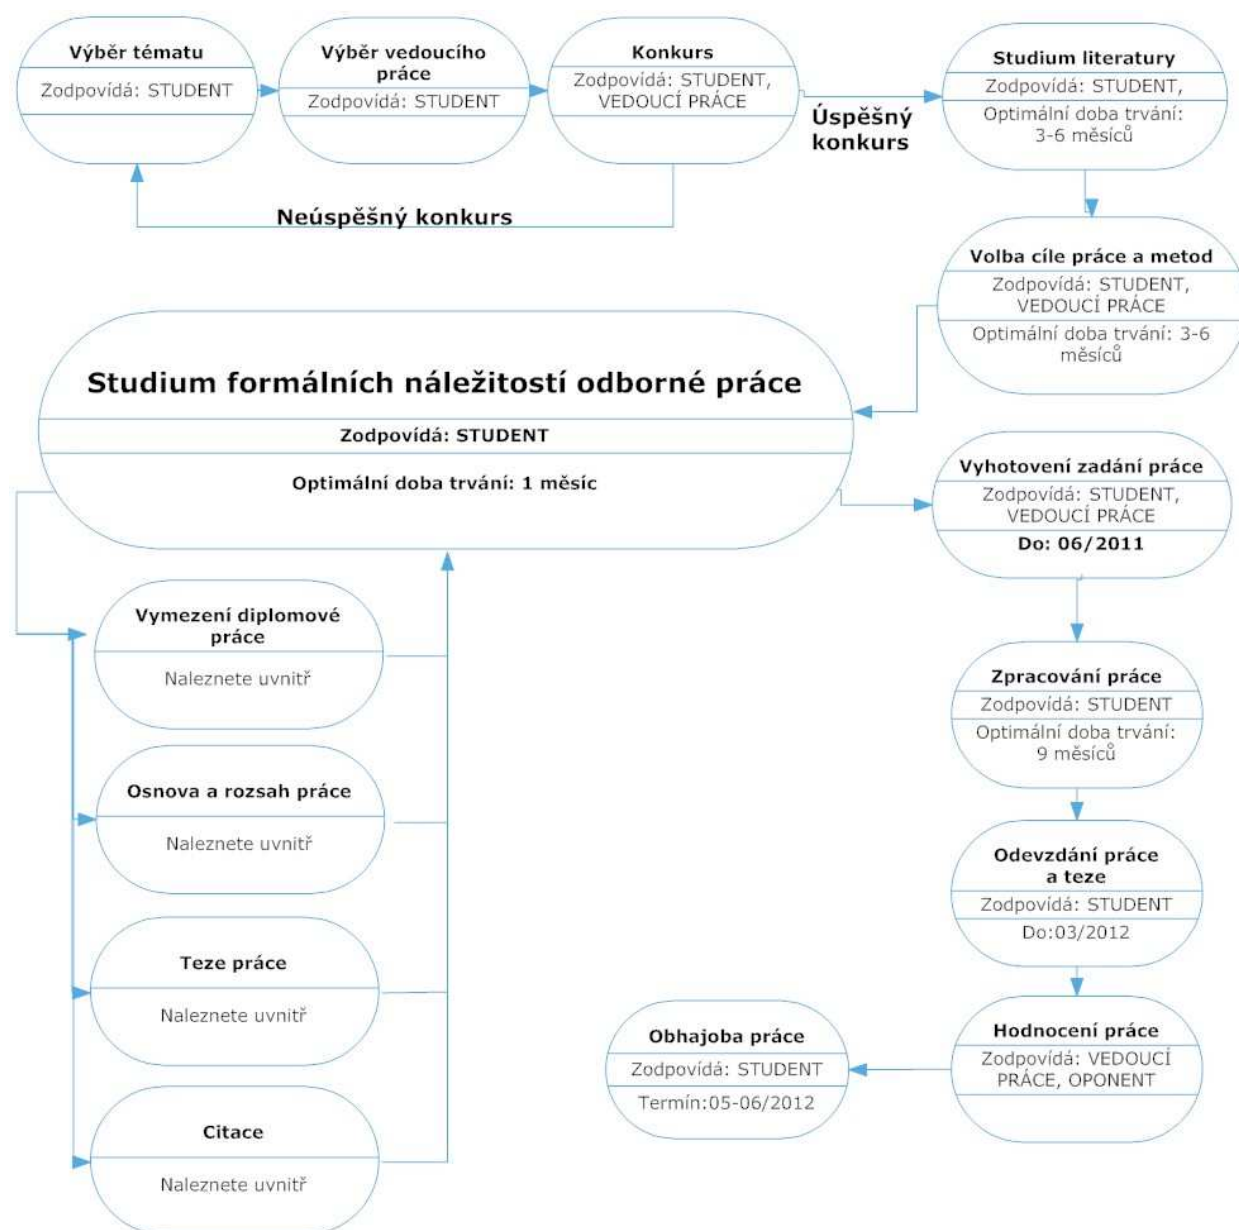 Výběr tématu
Zodpovídá: STUDENT
Výběr vedoucího
práce
Zodpovídá: STUDENT
Konkurs
Zodpovídá: STUDENT,
VEDOUCÍ PRÁCE
Úspěšný
konkurs
Neúspěšný konkurs
Studium literatury
Zodpovídá: STUDENT,
Optimální doba trvání:
3-6 měsíců
Volba cíle práce a metod
Zodpovídá: STUDENT,
VEDOUCÍ PRÁCE
Optimální doba trvání: 3-6
měsíců
Studium formálních náležitostí odborné práce
Zodpovídá: STUDENT
Optimální doba trvání: 1 měsíc
Vymezení diplomové
práce
Naleznete uvnitř
Osnova a rozsah práce
Naleznete uvnitř
Teze práce
Naleznete uvnitř
Citace
Naleznete uvnitř
Vyhotovení zadání práce
Zodpovídá: STUDENT,
VEDOUCÍ PRÁCE
Do: 06/2011
Zpracování práce
Zodpovídá: STUDENT
Optimální doba trvání:
9 měsíců
Odevzdání práce
a teze
Zodpovídá: STUDENT
Do:03/2012
Hodnocení práce
Zodpovídá: VEDOUCÍ
PRÁCE, OPONENT
Obhajoba práce
Zodpovídá: STUDENT
Termín:05-06/2012